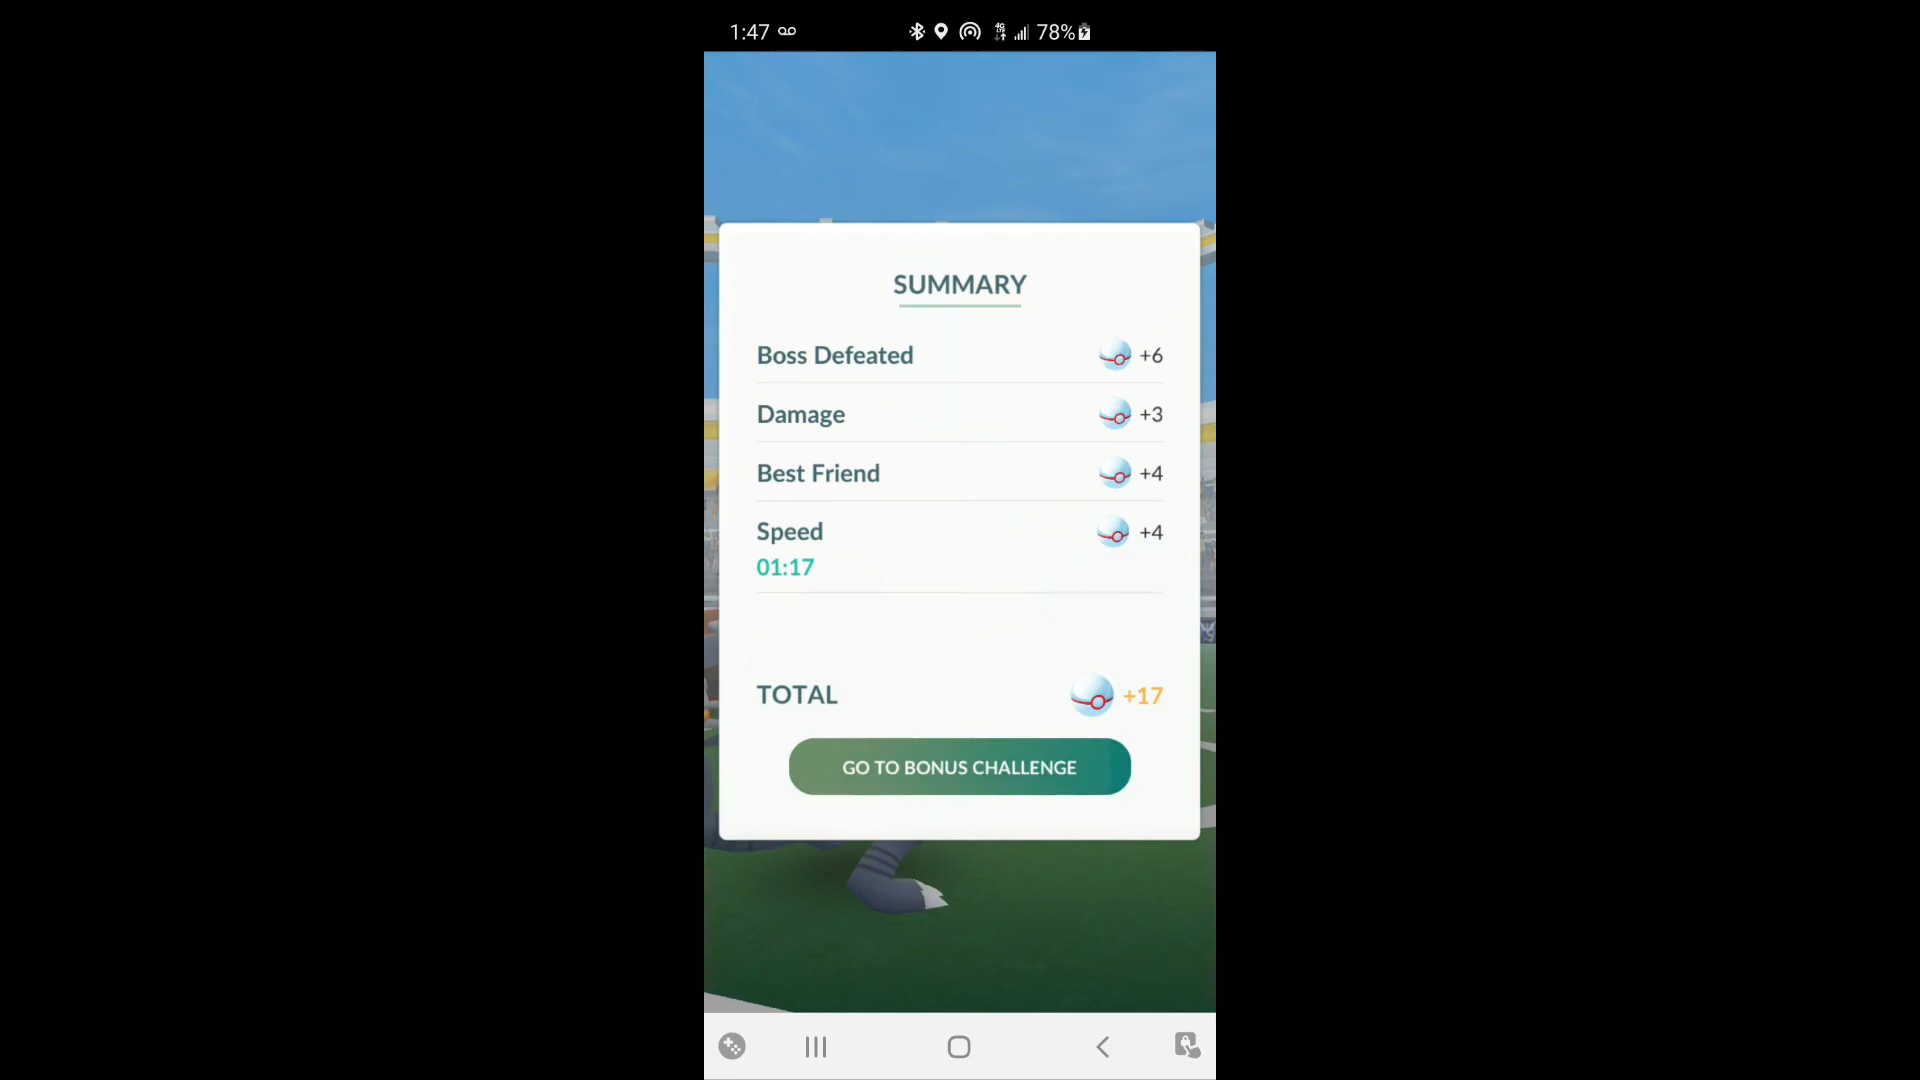 1:47
78%
SUMMARY
Boss Defeated +6
Damage +3
Best Friend +4
Speed +4
01:17
TOTAL +17
GO TO BONUS CHALLENGE